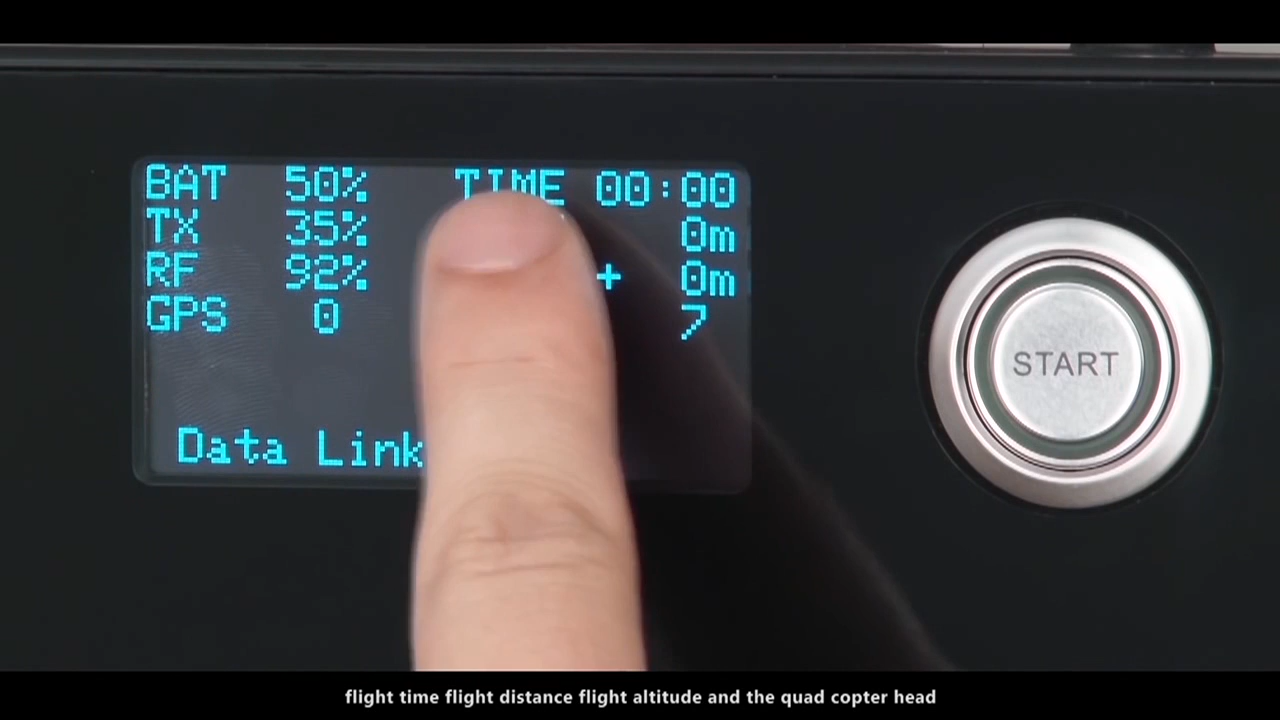 BAT 50% TIME 00:00
TX 35% 0m
RF 92% + 0m
GPS 0 7
Data Link
START
flight time flight distance flight altitude and the quad copter head